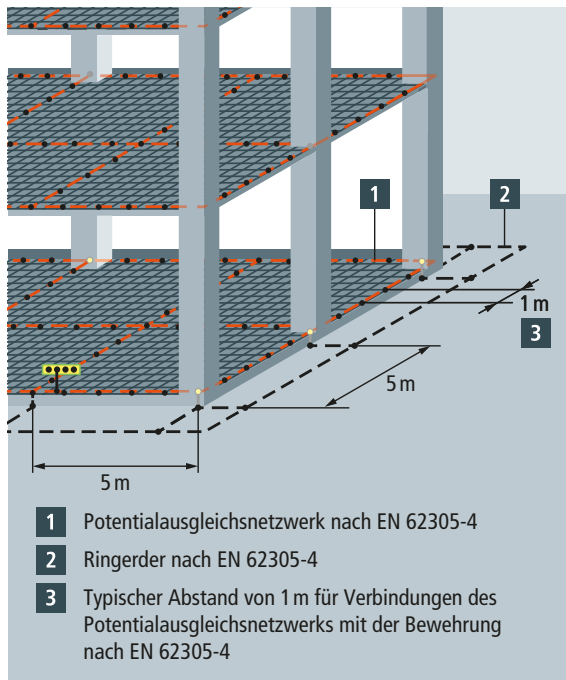 1
2
1 m
3
5 m
5 m
1 Potentialausgleichsnetzwerk nach EN 62305-4
2 Ringerder nach EN 62305-4
3 Typischer Abstand von 1 m für Verbindungen des
Potentialausgleichsnetzwerks mit der Bewehrung
nach EN 62305-4